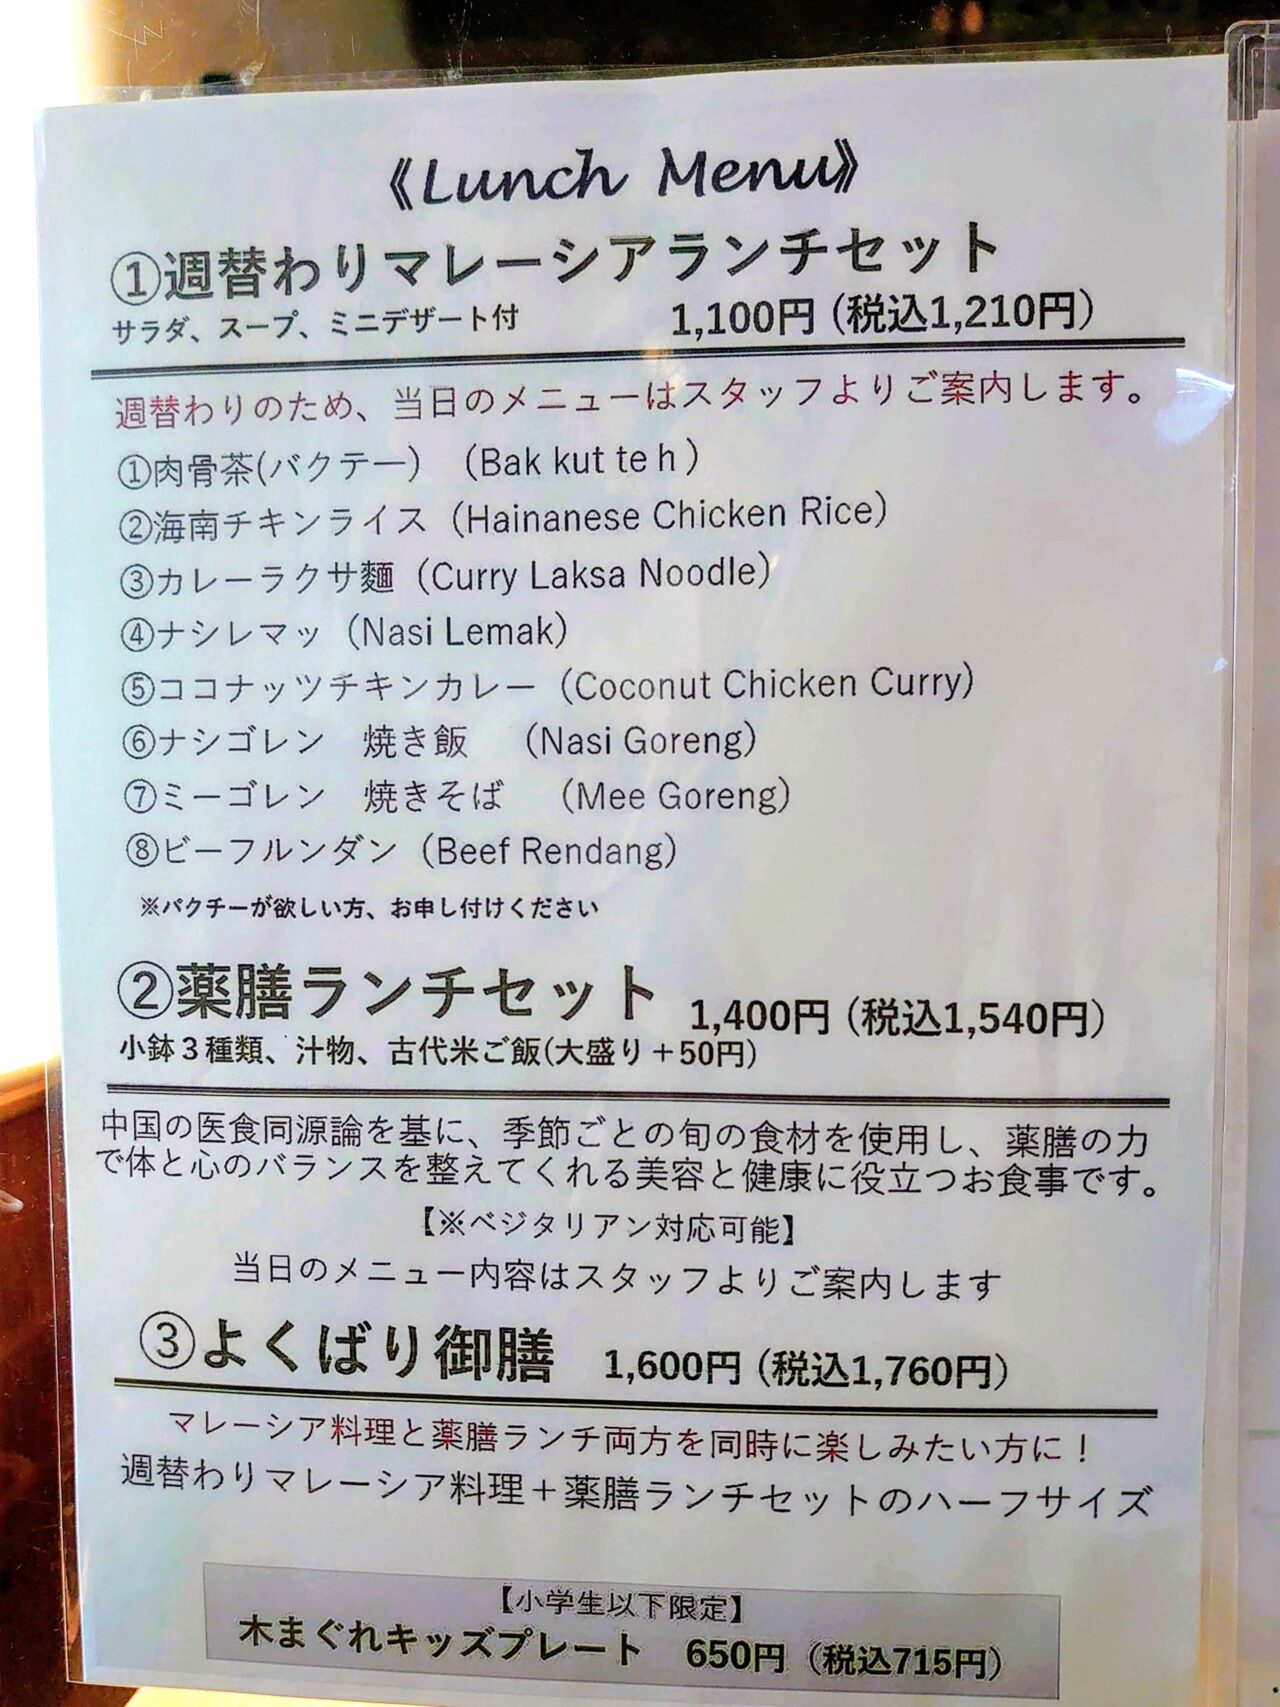 《Lunch Menu》
①週替わりマレーシアランチセット
サラダ、スープ、ミニデザート付 1,100円（税込1,210円）
週替わりのため、当日のメニューはスタッフよりご案内します。
①肉骨茶(バクテー) （Bak kut teh）
②海南チキンライス（Hainanese Chicken Rice）
③カレーラクサ麺（Curry Laksa Noodle）
④ナシレマッ（Nasi Lemak）
⑤ココナッツチキンカレー（Coconut Chicken Curry）
⑥ナシゴレン 焼き飯 （Nasi Goreng）
⑦ミーゴレン 焼きそば （Mee Goreng）
⑧ビーフルンダン（Beef Rendang）
※パクチーが欲しい方、お申し付けください
②薬膳ランチセット 1,400円（税込1,540円）
小鉢３種類、汁物、古代米ご飯(大盛り＋50円)
中国の医食同源論を基に、季節ごとの旬の食材を使用し、薬膳の力
で体と心のバランスを整えてくれる美容と健康に役立つお食事です。
【※ベジタリアン対応可能】
当日のメニュー内容はスタッフよりご案内します
③よくばり御膳 1,600円（税込1,760円）
マレーシア料理と薬膳ランチ両方を同時に楽しみたい方に！
週替わりマレーシア料理＋薬膳ランチセットのハーフサイズ
【小学生以下限定】
木まぐれキッズプレート 650円（税込715円）